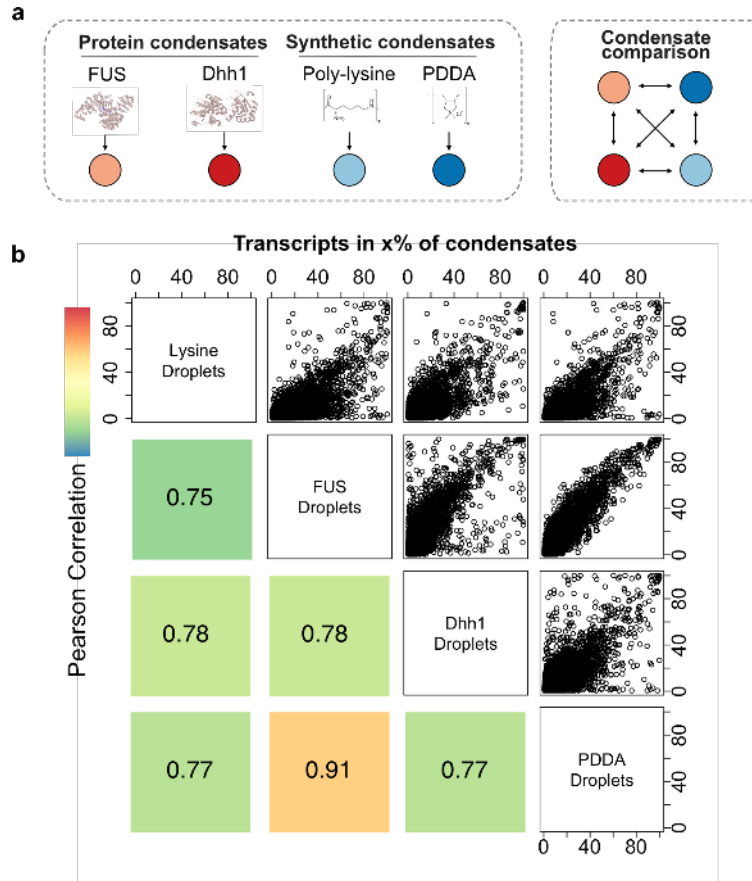 a
Protein condensates
Synthetic condensates
Condensate
comparison
FUS
Dhh1
Poly-lysine
PDDA
b
Transcripts in x% of condensates
0 40 80
0 40 80
0 40 80
0 40 80
Pearson Correlation
0 40 80
Lysine
Droplets
0.75
FUS
Droplets
0 40 80
0.78
0.78
Dhh1
Droplets
0 40 80
0.77
0.91
0.77
PDDA
Droplets
0 40 80
0 40 80